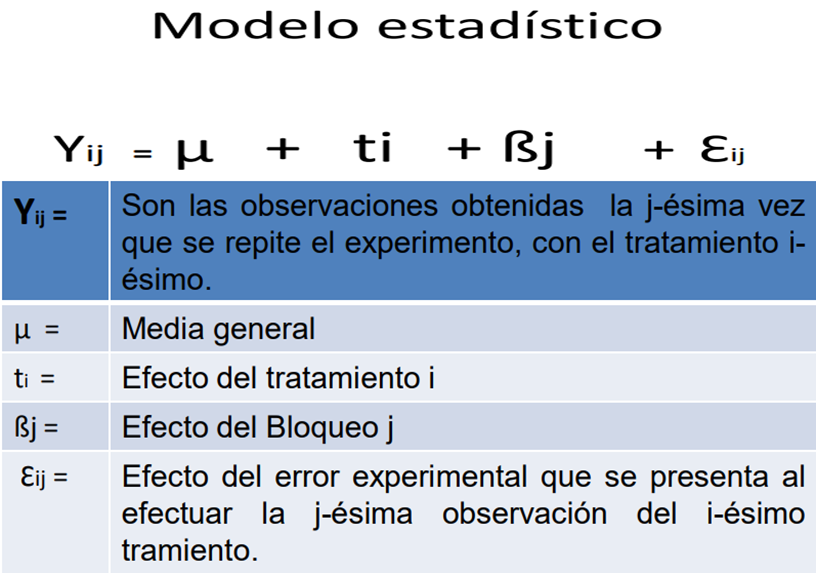 Modelo estadístico
Yij = µ + ti + ßj + Ɛij
Yij = Son las observaciones obtenidas la j-ésima vez
que se repite el experimento, con el tratamiento i-
ésimo.
µ = Media general
ti = Efecto del tratamiento i
ßj = Efecto del Bloqueo j
Ɛij = Efecto del error experimental que se presenta al
efectuar la j-ésima observación del i-ésimo
tramiento.